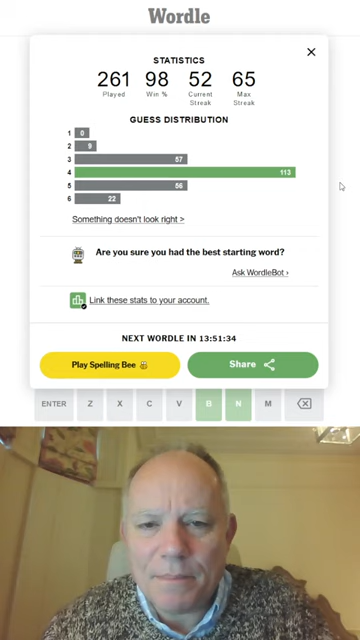 Wordle
STATISTICS
261 98 52 65
Played Win % Current Streak Max Streak
GUESS DISTRIBUTION
1 0
2 9
3 57
4 113
5 56
6 22
Something doesn't look right >
Are you sure you had the best starting word?
Ask WordleBot ›
Link these stats to your account.
NEXT WORDLE IN 13:51:34
Play Spelling Bee
Share
ENTER Z X C V B N M